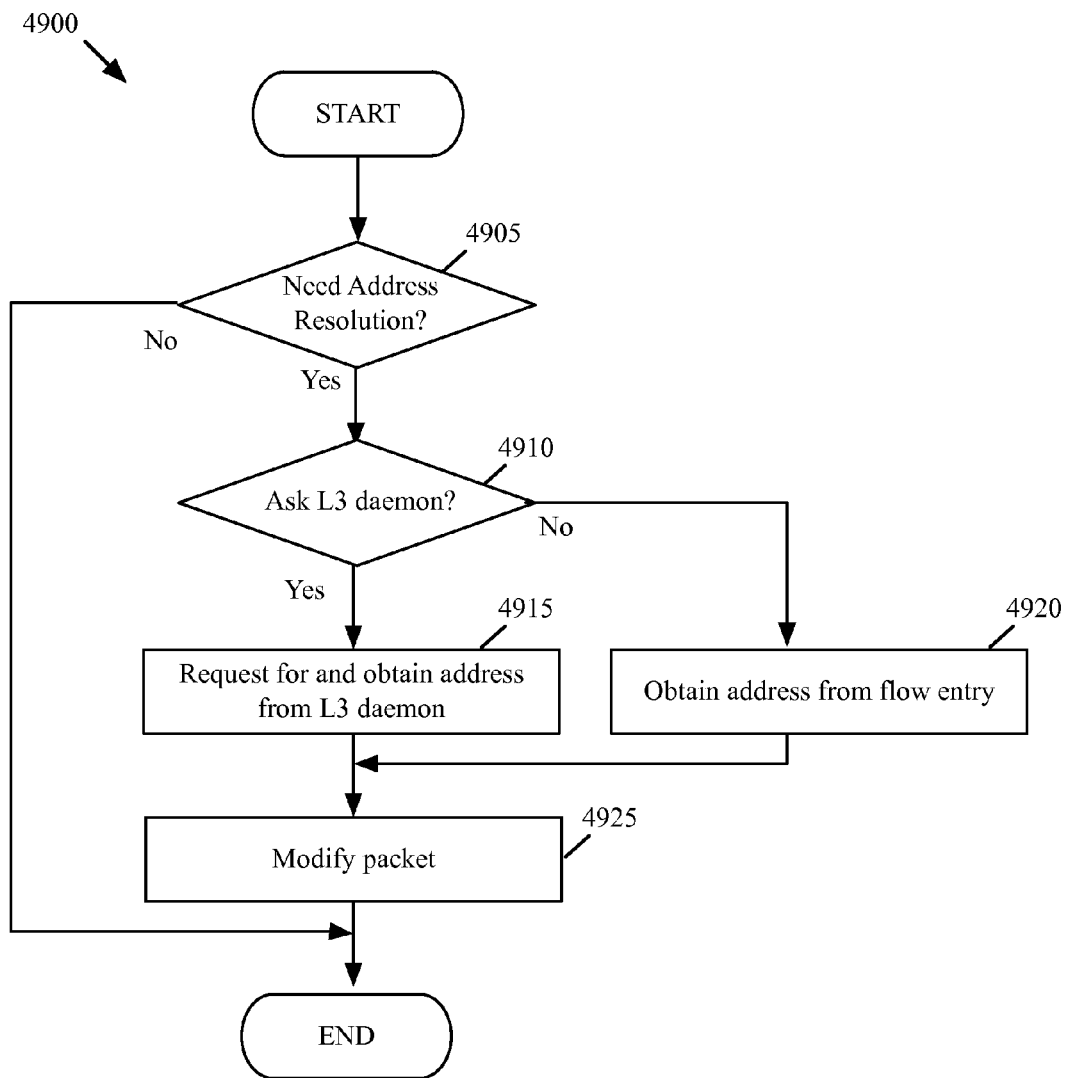 4900
START
4905
Need Address
Resolution?
No
Yes
4910
Ask L3 daemon?
No
Yes
4915
4920
Request for and obtain address
from L3 daemon
Obtain address from flow entry
4925
Modify packet
END